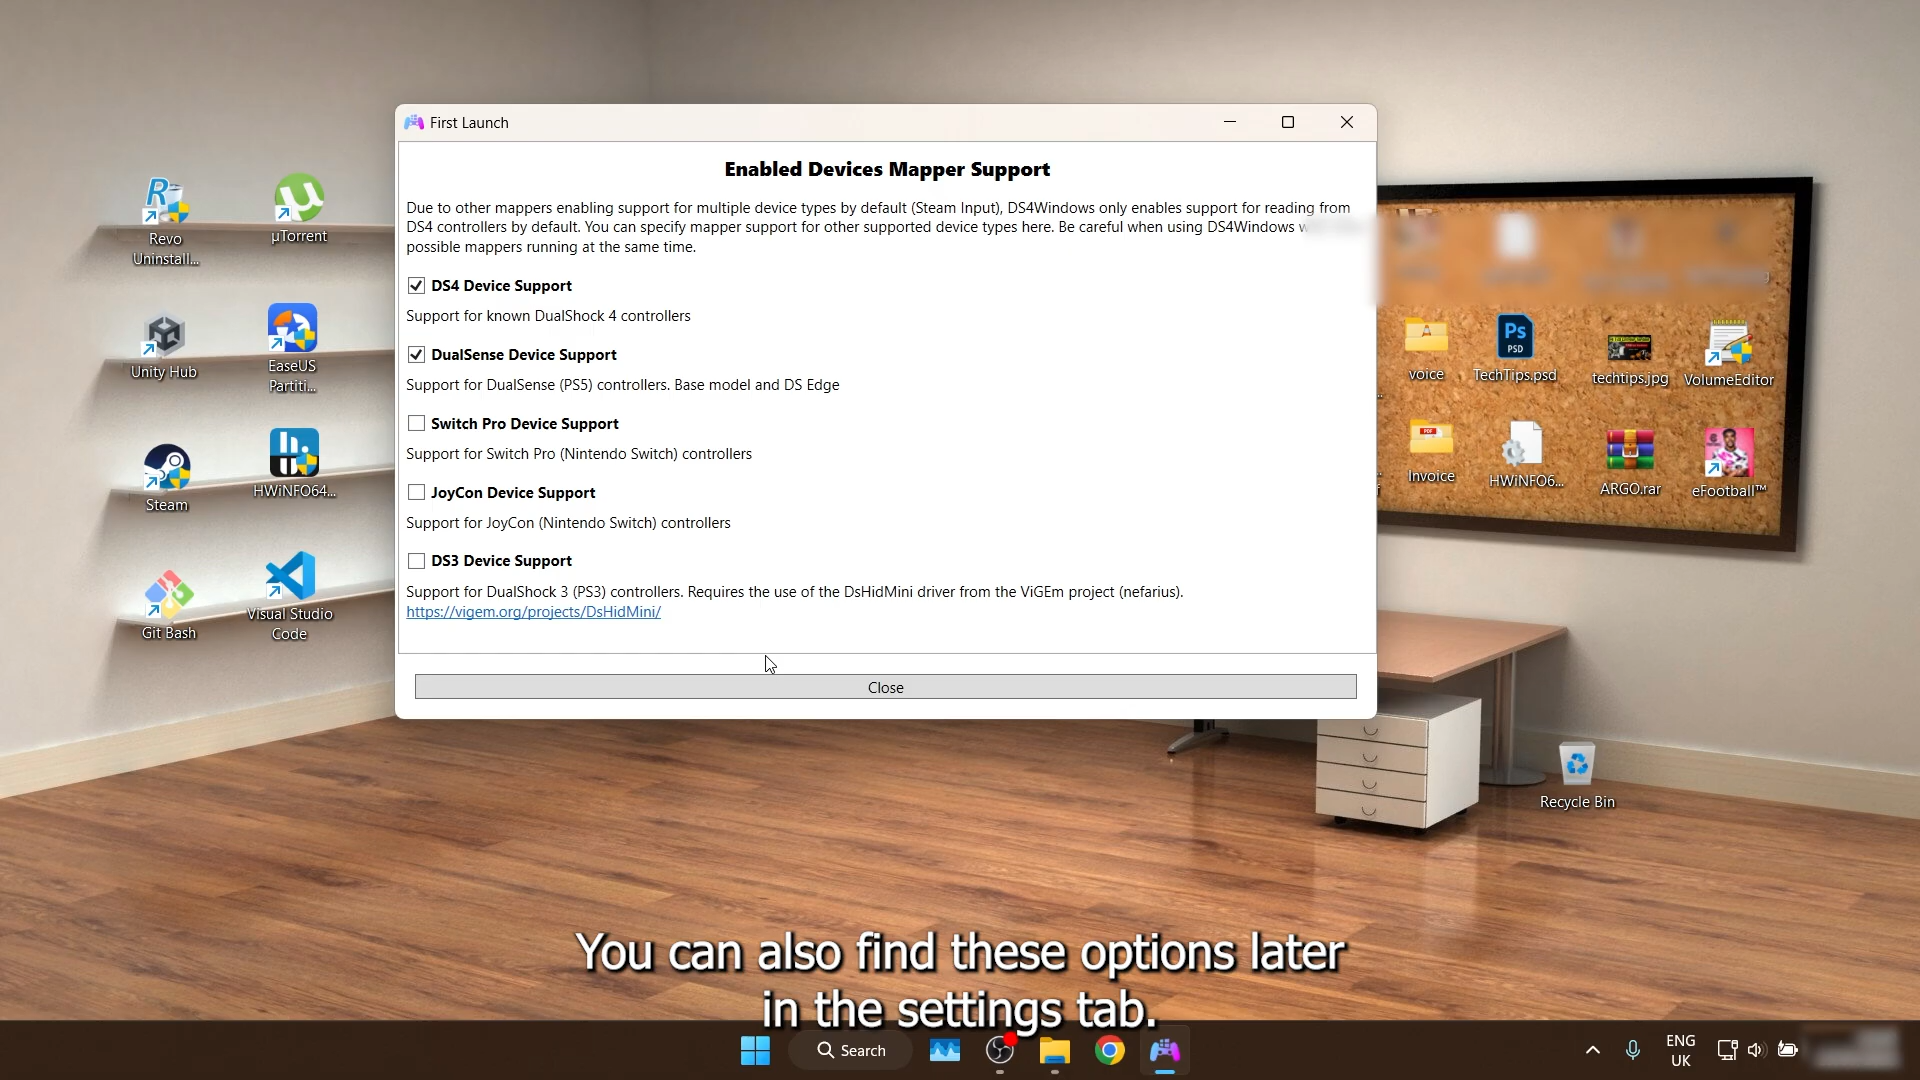 First Launch
Enabled Devices Mapper Support
Due to other mappers enabling support for multiple device types by default (Steam Input), DS4Windows only enables support for reading from
DS4 controllers by default. You can specify mapper support for other supported device types here. Be careful when using DS4Windows
possible mappers running at the same time.
DS4 Device Support
Support for known DualShock 4 controllers
DualSense Device Support
Support for DualSense (PS5) controllers. Base model and DS Edge
Switch Pro Device Support
Support for Switch Pro (Nintendo Switch) controllers
JoyCon Device Support
Support for JoyCon (Nintendo Switch) controllers
DS3 Device Support
Support for DualShock 3 (PS3) controllers. Requires the use of the DsHidMini driver from the ViGEm project (nefarius).
https://vigem.org/projects/DsHidMini/
Close
Revo
Uninstall...
µTorrent
Unity Hub
EaseUS
Partiti...
Steam
HWiNFO64...
Git Bash
Visual Studio
Code
voice
Ps
PSD
TechTips.psd
techtips.jpg
VolumeEditor
PDF
Invoice
HWiNFO6...
ARGO.rar
eFootball™
Recycle Bin
You can also find these options later
in the settings tab.
Search
ENG
UK